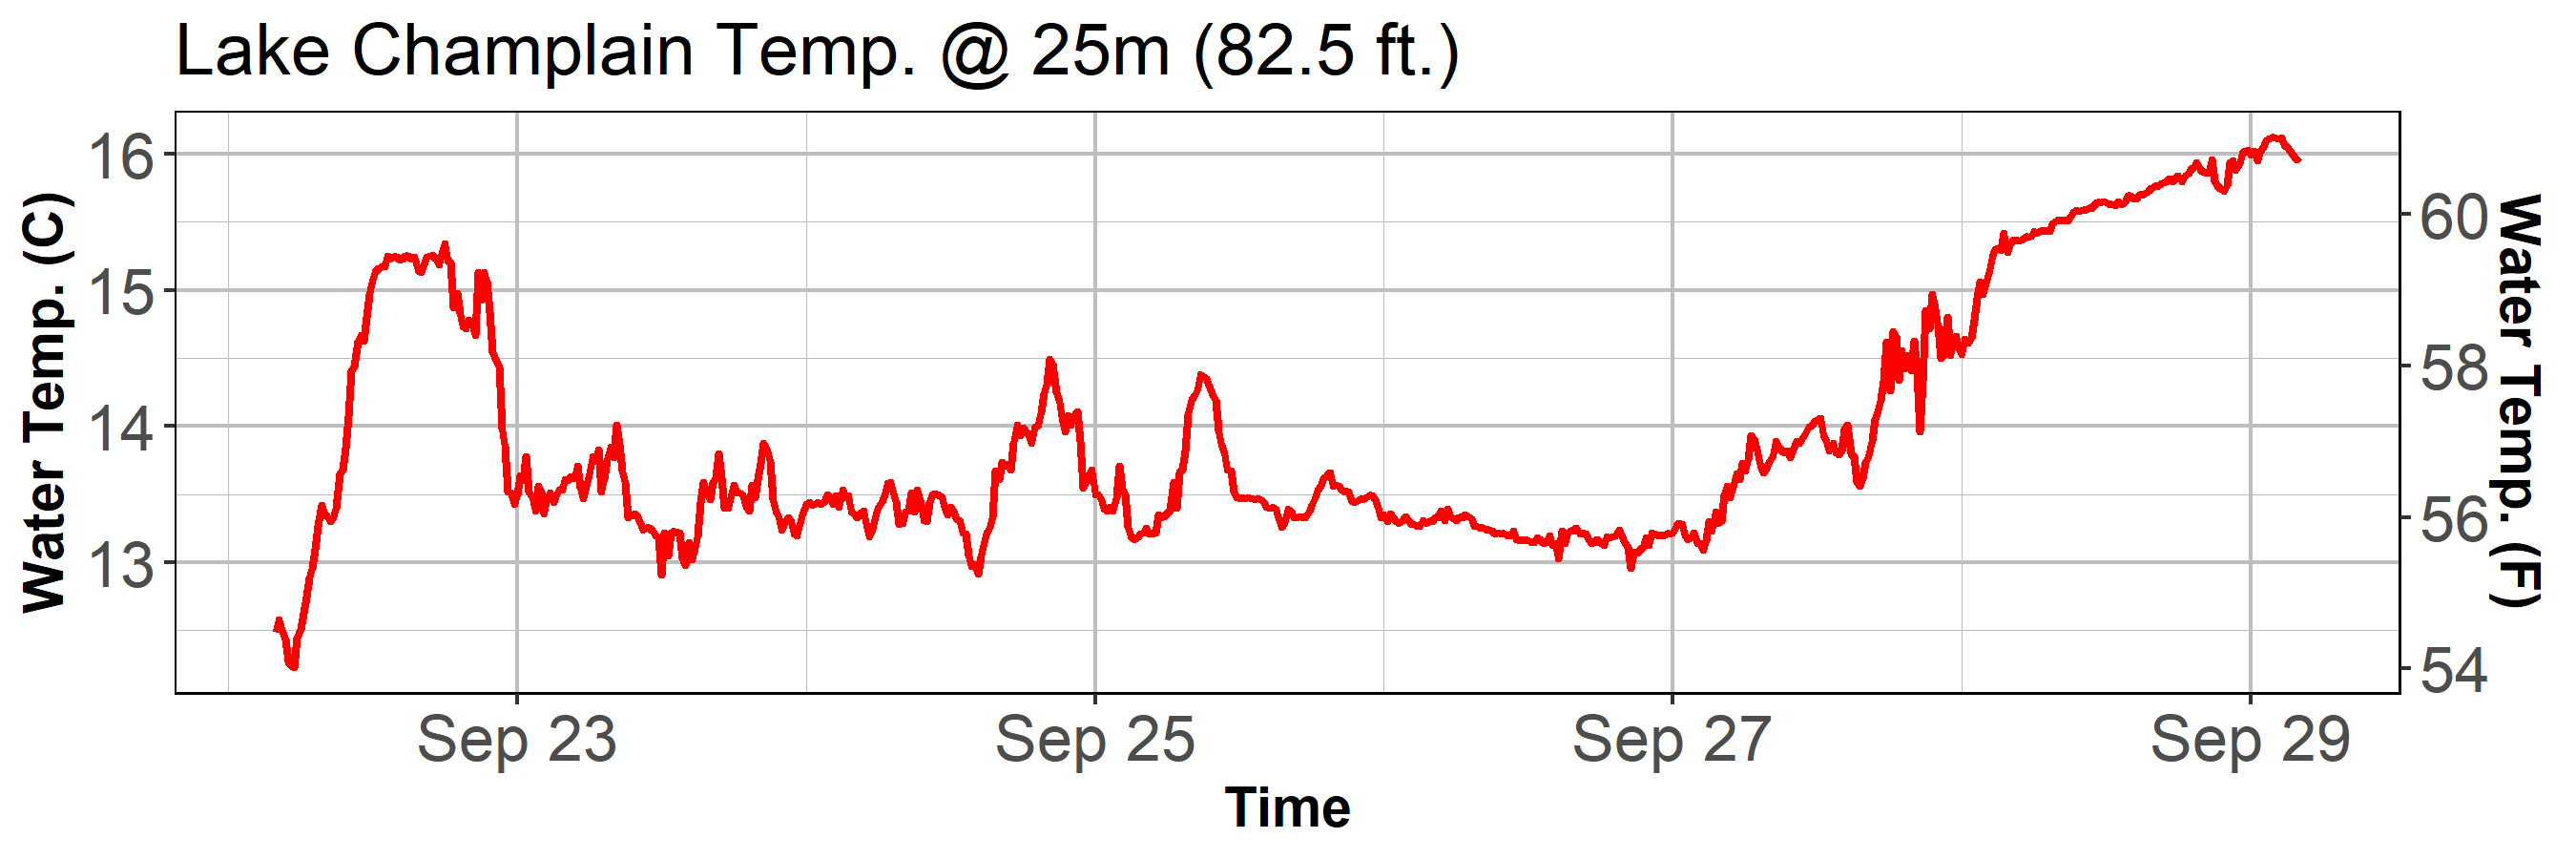 Lake Champlain Temp. @ 25m (82.5 ft.)
Water Temp. (C)
16
15
14
13
60
58
56
54
Water Temp. (F)
Sep 23
Sep 25
Sep 27
Sep 29
Time